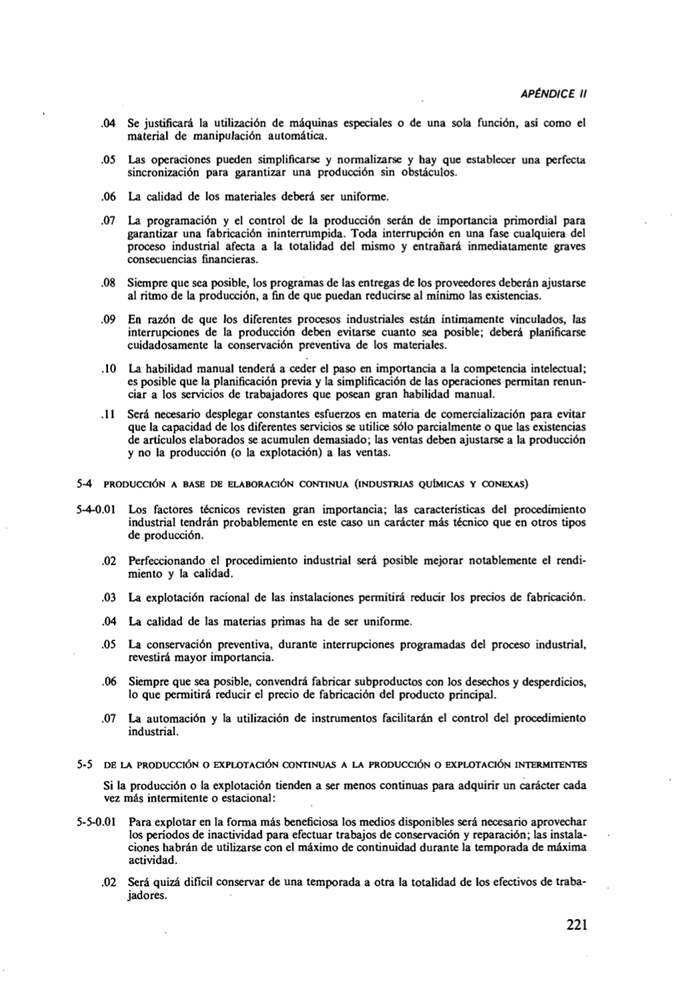 APÉNDICE II
.04 Se justificará la utilización de máquinas especiales o de una sola función, así como el
material de manipulación automática.
.05 Las operaciones pueden simplificarse y normalizarse y hay que establecer una perfecta
sincronización para garantizar una producción sin obstáculos.
.06 La calidad de los materiales deberá ser uniforme.
.07 La programación y el control de la producción serán de importancia primordial para
garantizar una fabricación ininterrumpida. Toda interrupción en una fase cualquiera del
proceso industrial afecta a la totalidad del mismo y entrañará inmediatamente graves
consecuencias financieras.
.08 Siempre que sea posible, los programas de las entregas de los proveedores deberán ajustarse
al ritmo de la producción, a fin de que puedan reducirse al mínimo las existencias.
.09 En razón de que los diferentes procesos industriales están íntimamente vinculados, las
interrupciones de la producción deben evitarse cuanto sea posible; deberá planificarse
cuidadosamente la conservación preventiva de los materiales.
.10 La habilidad manual tenderá a ceder el paso en importancia a la competencia intelectual;
es posible que la planificación previa y la simplificación de las operaciones permitan renun-
ciar a los servicios de trabajadores que posean gran habilidad manual.
.11 Será necesario desplegar constantes esfuerzos en materia de comercialización para evitar
que la capacidad de los diferentes servicios se utilice sólo parcialmente o que las existencias
de artículos elaborados se acumulen demasiado; las ventas deben ajustarse a la producción
y no la producción (o la explotación) a las ventas.
5-4 PRODUCCIÓN A BASE DE ELABORACIÓN CONTINUA (INDUSTRIAS QUÍMICAS Y CONEXAS)
5-4-0.01 Los factores técnicos revisten gran importancia; las características del procedimiento
industrial tendrán probablemente en este caso un carácter más técnico que en otros tipos
de producción.
.02 Perfeccionando el procedimiento industrial será posible mejorar notablemente el rendi-
miento y la calidad.
.03 La explotación racional de las instalaciones permitirá reducir los precios de fabricación.
.04 La calidad de las materias primas ha de ser uniforme.
.05 La conservación preventiva, durante interrupciones programadas del proceso industrial,
revestirá mayor importancia.
.06 Siempre que sea posible, convendrá fabricar subproductos con los desechos y desperdicios,
lo que permitirá reducir el precio de fabricación del producto principal.
.07 La automación y la utilización de instrumentos facilitarán el control del procedimiento
industrial.
5-5 DE LA PRODUCCIÓN O EXPLOTACIÓN CONTINUAS A LA PRODUCCIÓN O EXPLOTACIÓN INTERMITENTES
Si la producción o la explotación tienden a ser menos continuas para adquirir un carácter cada
vez más intermitente o estacional:
5-5-0.01 Para explotar en la forma más beneficiosa los medios disponibles será necesario aprovechar
los periodos de inactividad para efectuar trabajos de conservación y reparación; las instala-
ciones habrán de utilizarse con el máximo de continuidad durante la temporada de máxima
actividad.
.02 Será quizá difícil conservar de una temporada a otra la totalidad de los efectivos de traba-
jadores.
221